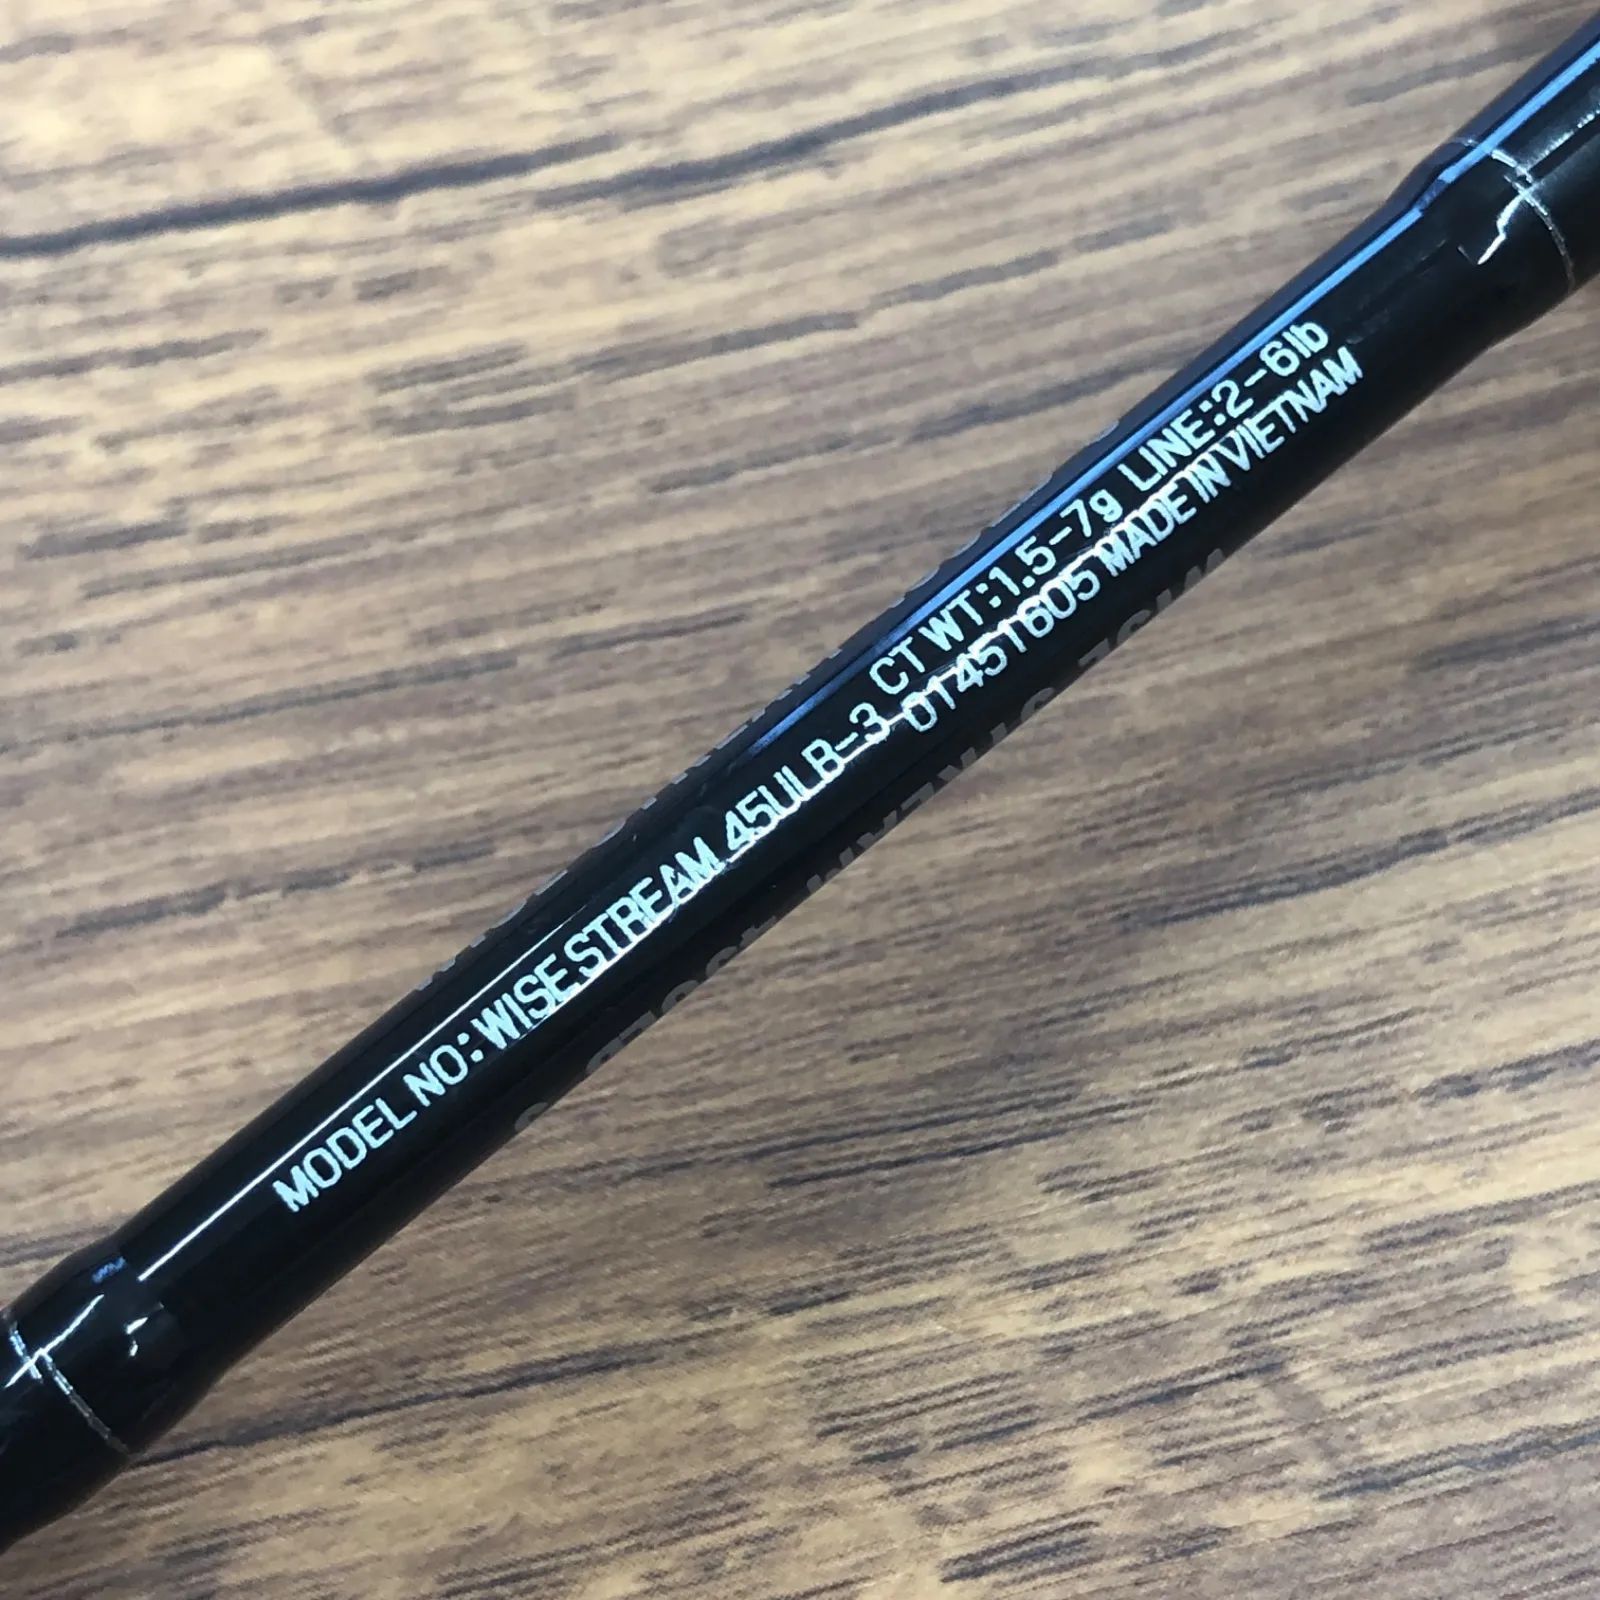 MODEL NO:WISE STREAM 45ULB-3 CT WT:1.5-7g LINE:2-6lb
01451605 MADE IN VIETNAM